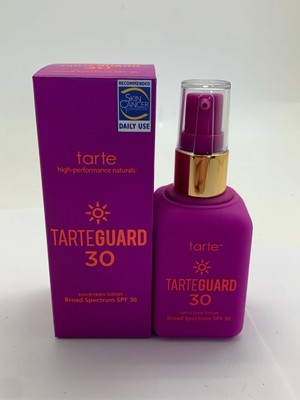 RECOMMENDED
SKIN
CANCER
DAILY USE
tarte
high-performance naturals
TARTEGUARD
30
sunscreen lotion
Broad Spectrum SPF 30
tarte™
TARTEGUARD
30
sunscreen lotion
Broad Spectrum SPF 30